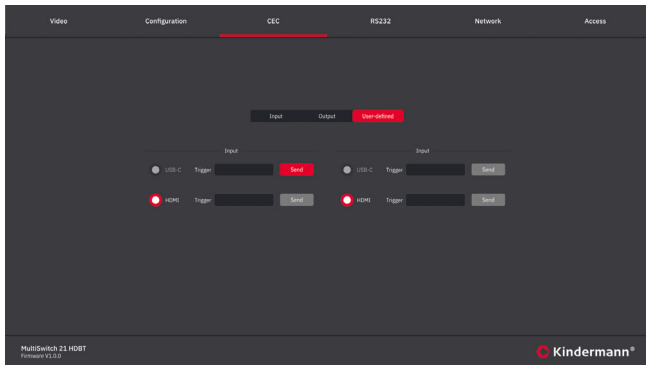 Video Configuration CEC RS232 Network Access
Input Output User-defined
Input Input
USB-C Trigger Send USB-C Trigger Send
HDMI Trigger Send HDMI Trigger Send
MultiSwitch 21 HDBT
Firmware V1.0.0
Kindermann®